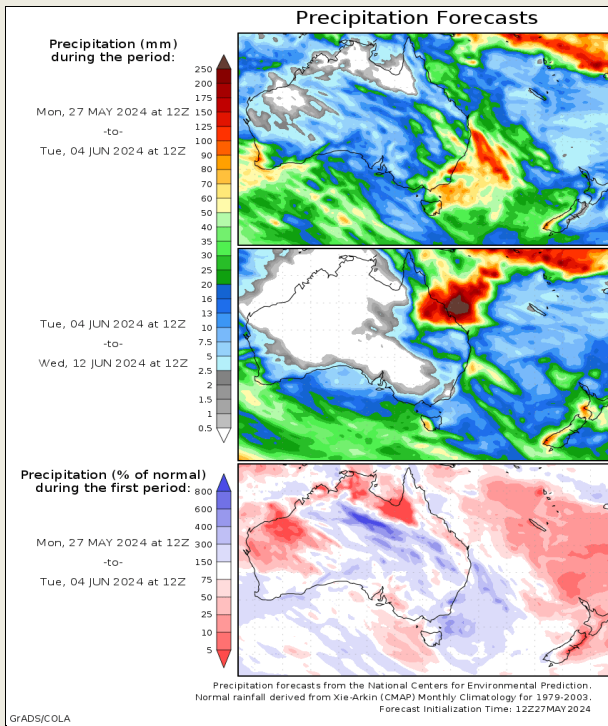 Precipitation Forecasts
Precipitation (mm)
during the period:
Mon, 27 MAY 2024 at 12Z
-to-
Tue, 04 JUN 2024 at 12Z
250
200
175
150
125
100
90
80
70
60
50
40
35
30
25
20
16
13
10
7.5
5
2.5
1.5
1
0.5
Tue, 04 JUN 2024 at 12Z
-to-
Wed, 12 JUN 2024 at 12Z
Precipitation (% of normal)
during the first period:
Mon, 27 MAY 2024 at 12Z
-to-
Tue, 04 JUN 2024 at 12Z
800
600
400
300
150
75
50
25
10
5
Precipitation forecasts from the National Centers for Environmental Prediction.
Normal rainfall derived from Xie-Arkin (CMAP) Monthly Climatology for 1979-2003.
Forecast Initialization Time: 12Z27MAY2024
GrADS/COLA